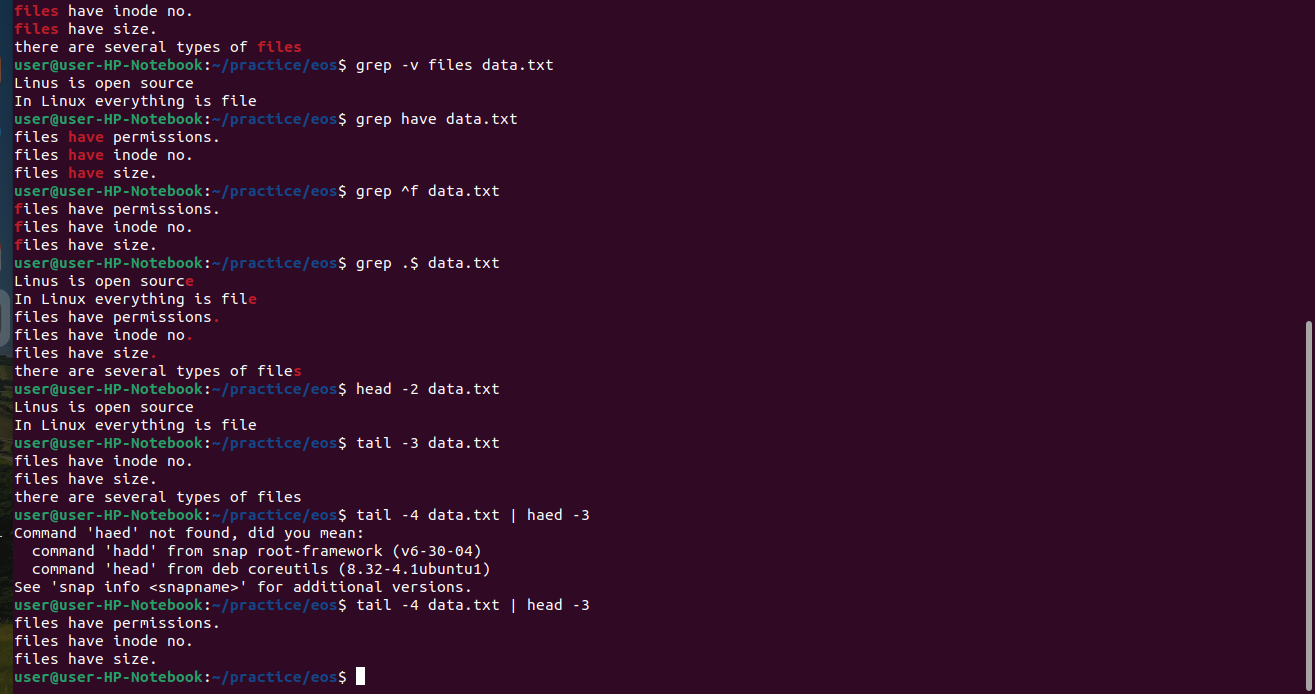 files have inode no.
files have size.
there are several types of files
user@user-HP-Notebook:~/practice/eos$ grep -v files data.txt
Linus is open source
In Linux everything is file
user@user-HP-Notebook:~/practice/eos$ grep have data.txt
files have permissions.
files have inode no.
files have size.
user@user-HP-Notebook:~/practice/eos$ grep ^f data.txt
files have permissions.
files have inode no.
files have size.
user@user-HP-Notebook:~/practice/eos$ grep .$ data.txt
Linus is open source
In Linux everything is file
files have permissions.
files have inode no.
files have size.
there are several types of files
user@user-HP-Notebook:~/practice/eos$ head -2 data.txt
Linus is open source
In Linux everything is file
user@user-HP-Notebook:~/practice/eos$ tail -3 data.txt
files have inode no.
files have size.
there are several types of files
user@user-HP-Notebook:~/practice/eos$ tail -4 data.txt | haed -3
Command 'haed' not found, did you mean:
  command 'hadd' from snap root-framework (v6-30-04)
  command 'head' from deb coreutils (8.32-4.1ubuntu1)
See 'snap info <snapname>' for additional versions.
user@user-HP-Notebook:~/practice/eos$ tail -4 data.txt | head -3
files have permissions.
files have inode no.
files have size.
user@user-HP-Notebook:~/practice/eos$